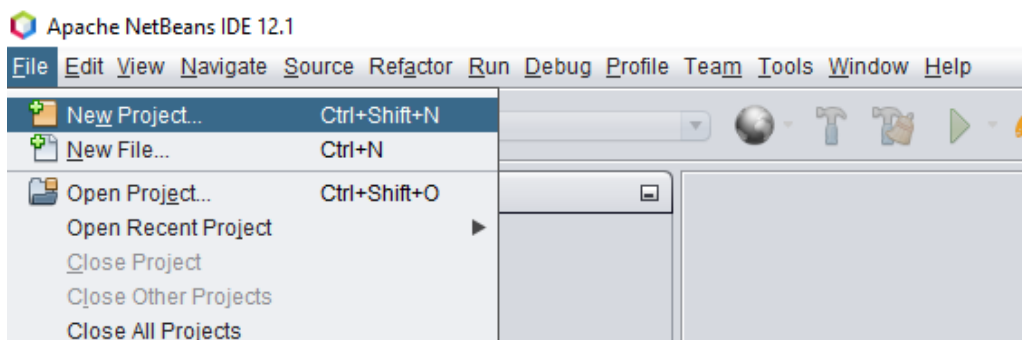 Apache NetBeans IDE 12.1
File Edit View Navigate Source Refactor Run Debug Profile Team Tools Window Help
New Project... Ctrl+Shift+N
New File... Ctrl+N
Open Project... Ctrl+Shift+O
Open Recent Project
Close Project
Close Other Projects
Close All Projects